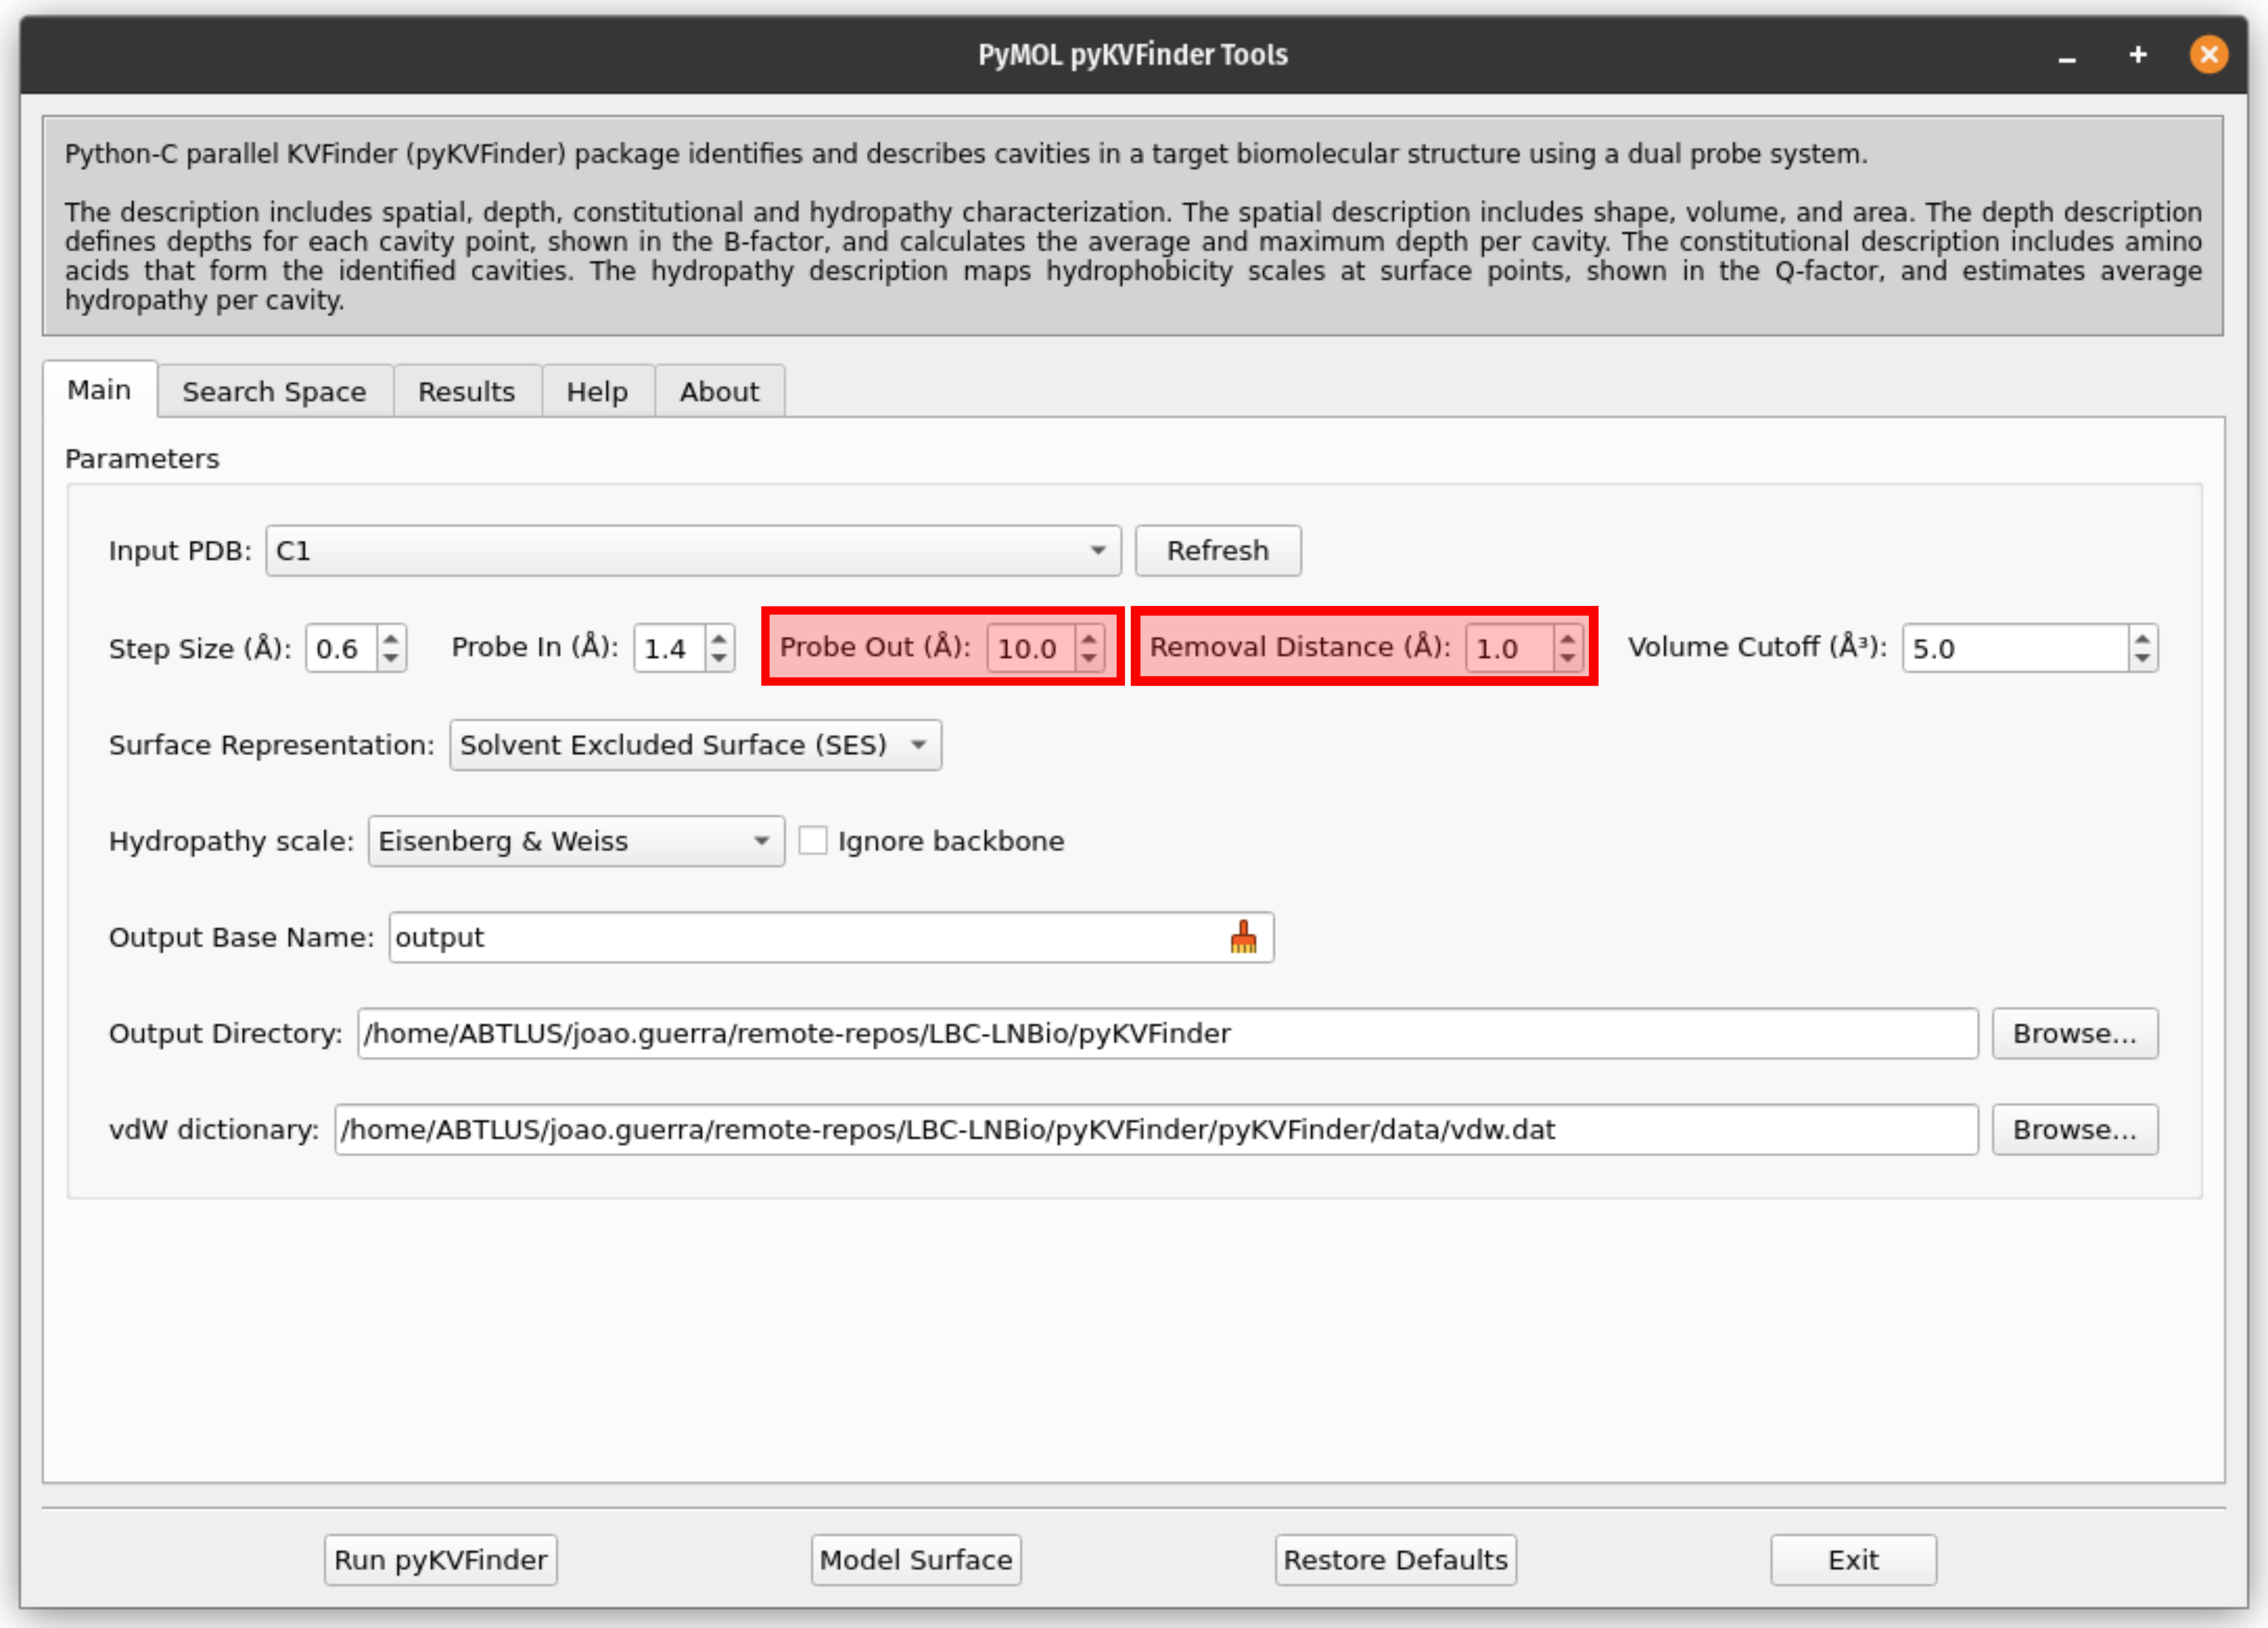 PyMOL pyKVFinder Tools
Python-C parallel KVFinder (pyKVFinder) package identifies and describes cavities in a target biomolecular structure using a dual probe system.
The description includes spatial, depth, constitutional and hydropathy characterization. The spatial description includes shape, volume, and area. The depth description
defines depths for each cavity point, shown in the B-factor, and calculates the average and maximum depth per cavity. The constitutional description includes amino
acids that form the identified cavities. The hydropathy description maps hydrophobicity scales at surface points, shown in the Q-factor, and estimates average
hydropathy per cavity.
Main Search Space Results Help About
Parameters
Input PDB: C1 Refresh
Step Size (Å): 0.6 Probe In (Å): 1.4 Probe Out (Å): 10.0 Removal Distance (Å): 1.0 Volume Cutoff (Å³): 5.0
Surface Representation: Solvent Excluded Surface (SES)
Hydropathy scale: Eisenberg & Weiss Ignore backbone
Output Base Name: output
Output Directory: /home/ABTLUS/joao.guerra/remote-repos/LBC-LNBio/pyKVFinder Browse...
vdW dictionary: /home/ABTLUS/joao.guerra/remote-repos/LBC-LNBio/pyKVFinder/pyKVFinder/data/vdw.dat Browse...
Run pyKVFinder Model Surface Restore Defaults Exit